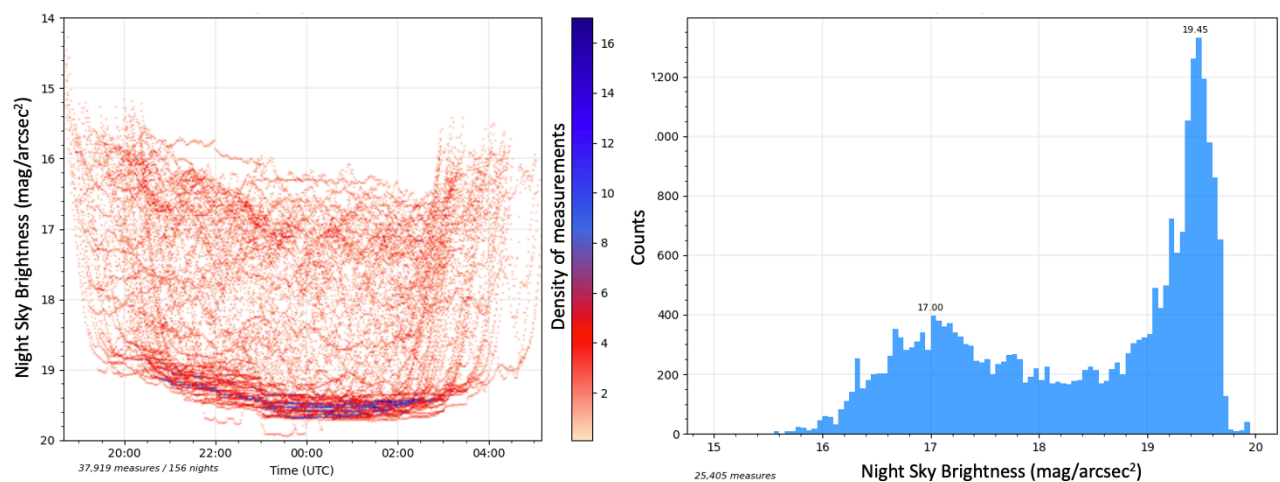 14
15
16
17
18
19
20
Night Sky Brightness (mag/arcsec²)
20:00 22:00 00:00 02:00 04:00
37,919 measures / 156 nights
Time (UTC)
16
14
12
10
8
6
4
2
Density of measurements
19.45
17.00
1200
.000
800
600
400
200
0
Counts
15 16 17 18 19 20
25,405 measures
Night Sky Brightness (mag/arcsec²)